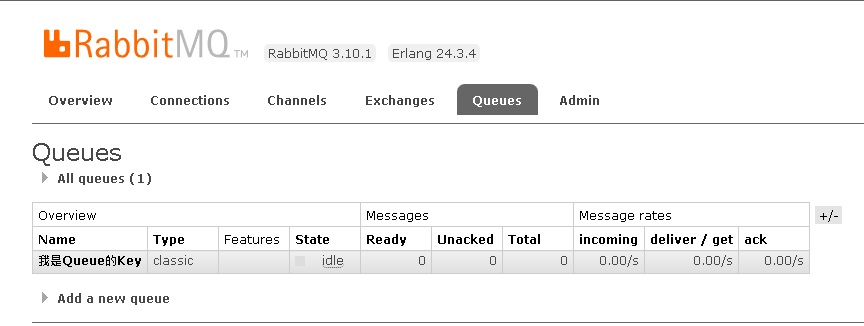 RabbitMQ TM RabbitMQ 3.10.1 Erlang 24.3.4
Overview Connections Channels Exchanges Queues Admin
Queues
All queues (1)
Overview Messages Message rates +/-
Name Type Features State Ready Unacked Total incoming deliver / get ack
我是Queue的Key classic idle 0 0 0 0.00/s 0.00/s 0.00/s
Add a new queue